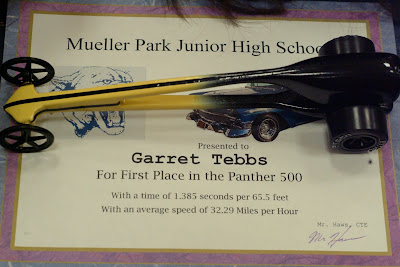 Mueller Park Junior High School
Presented to
Garret Tebbs
For First Place in the Panther 500
With a time of 1.385 seconds per 65.5 feet
With an average speed of 32.29 Miles per Hour
Mr. Haws, CTE